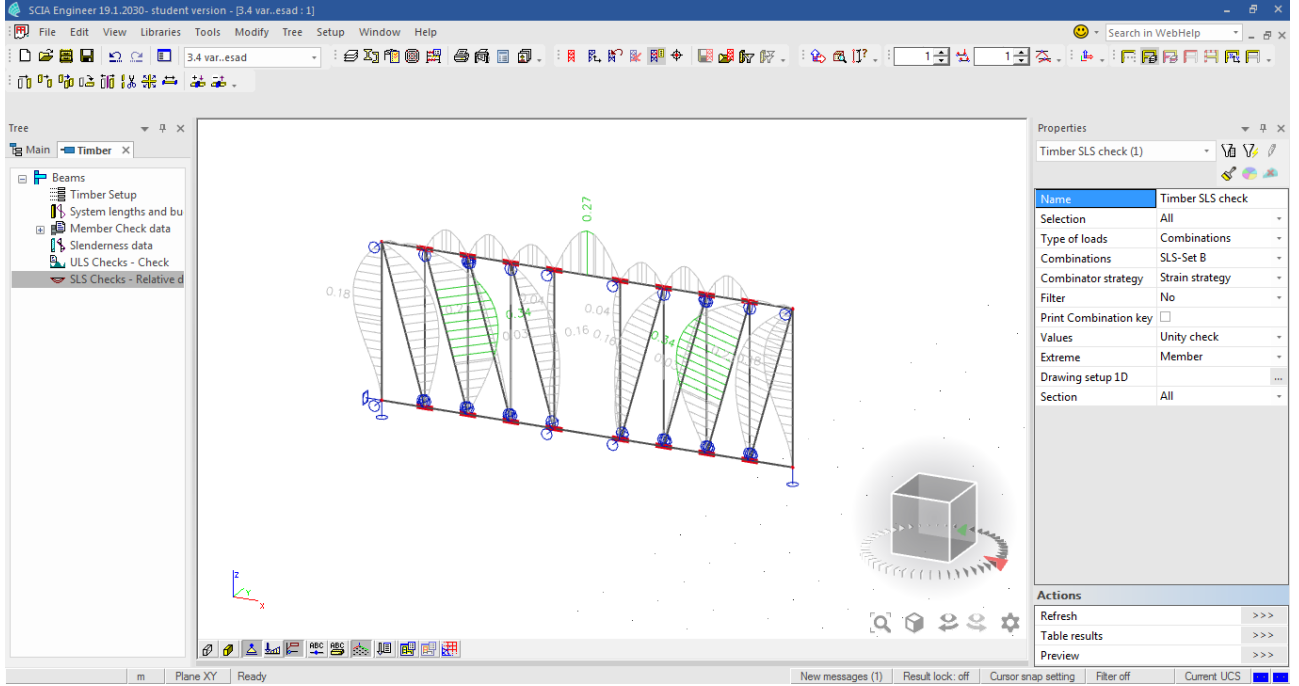 SCIA Engineer 19.1.2030- student version - [3.4 var..esad : 1]
File Edit View Libraries Tools Modify Tree Setup Window Help
Search in WebHelp
3.4 var..esad
1
1
Tree
Main Timber
Beams
Timber Setup
System lengths and bu
Member Check data
Slenderness data
ULS Checks - Check
SLS Checks - Relative d
0.27
0.18
0.34
0.04
0.03
0.04
0.16
0.16
0.34
z
Y
x
ABC
ABC
Properties
Timber SLS check (1)
Name Timber SLS check
Selection All
Type of loads Combinations
Combinations SLS-Set B
Combinator strategy Strain strategy
Filter No
Print Combination key
Values Unity check
Extreme Member
Drawing setup 1D ...
Section All
Actions
Refresh >>>
Table results >>>
Preview >>>
m Plane XY Ready New messages (1) Result lock: off Cursor snap setting Filter off Current UCS